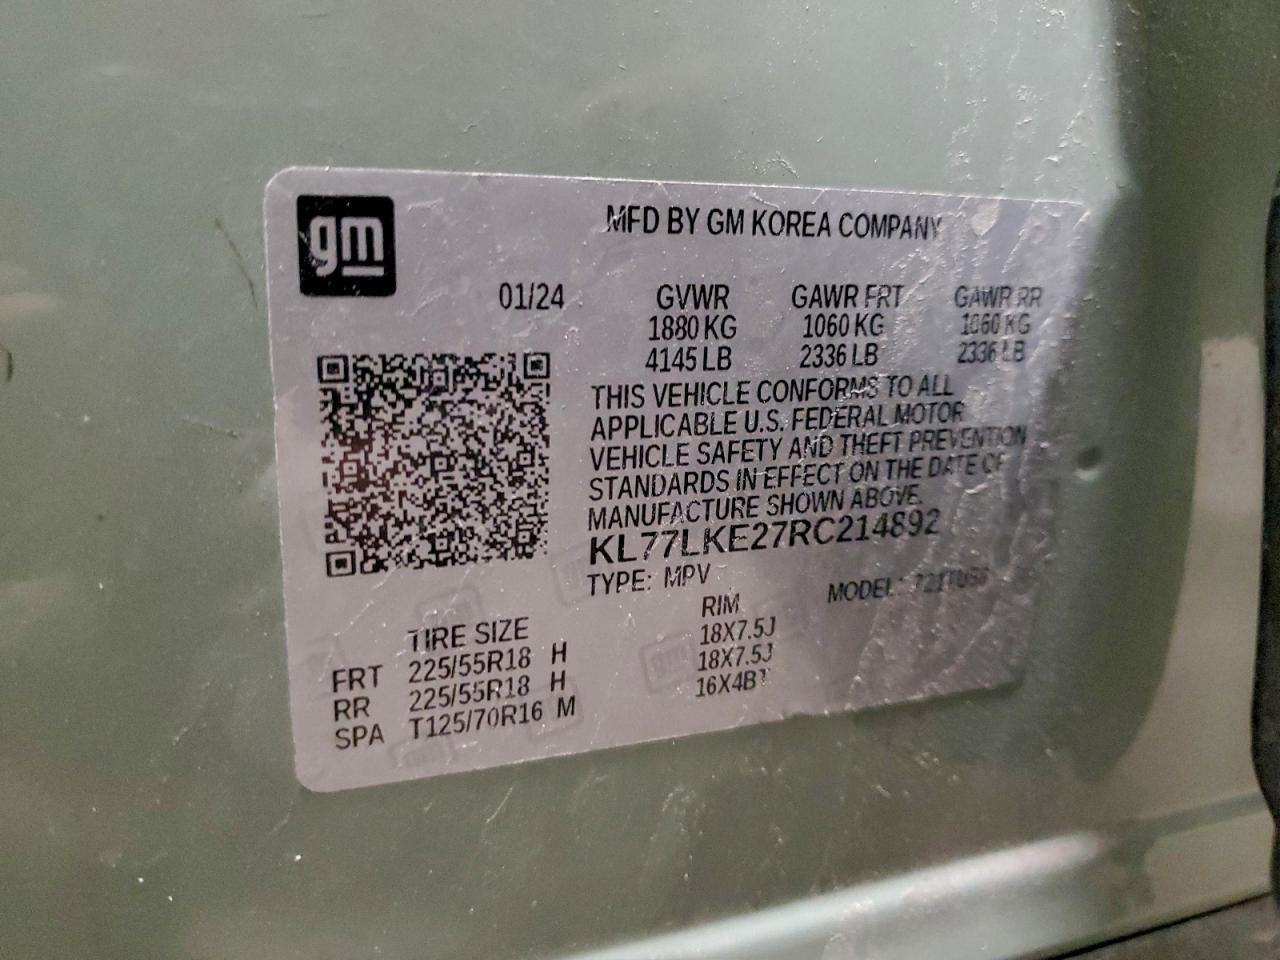 gm
MFD BY GM KOREA COMPANY
01/24 GVWR GAWR FRT GAWR RR
1880 KG 1060 KG 1060 KG
4145 LB 2336 LB 2336 LB
THIS VEHICLE CONFORMS TO ALL
APPLICABLE U.S. FEDERAL MOTOR
VEHICLE SAFETY AND THEFT PREVENTION
STANDARDS IN EFFECT ON THE DATE OF
MANUFACTURE SHOWN ABOVE.
KL77LKE27RC214892
TYPE: MPV MODEL:
TIRE SIZE RIM
FRT 225/55R18 H 18X7.5J
RR 225/55R18 H 18X7.5J
SPA T125/70R16 M 16X4BT